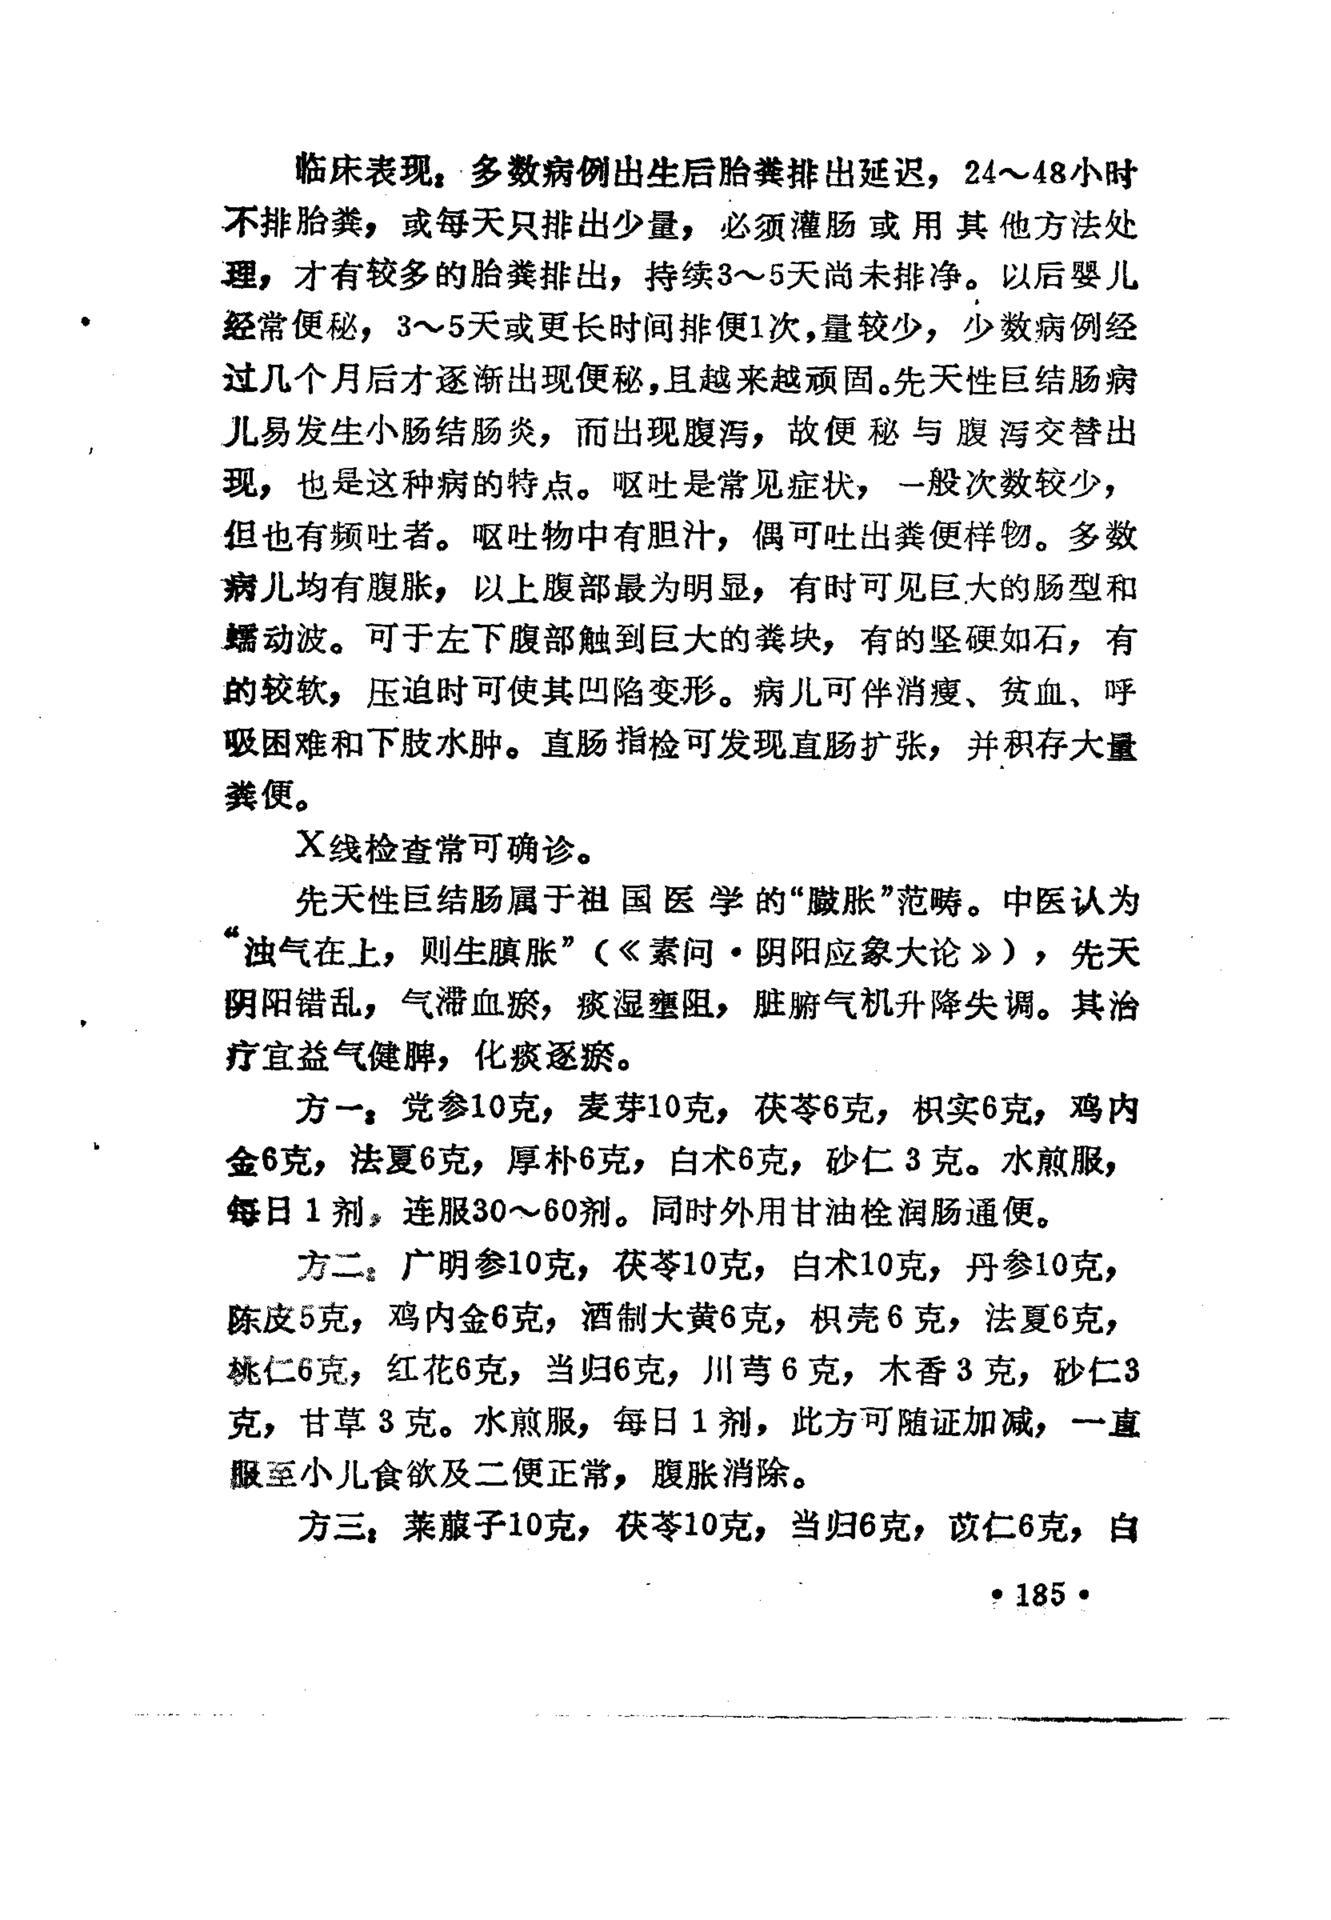 临床表现：多数病例出生后胎粪排出延迟，24～48小时
不排胎粪，或每天只排出少量，必须灌肠或用其他方法处
理，才有较多的胎粪排出，持续3～5天尚未排净。以后婴儿
经常便秘，3～5天或更长时间排便1次，量较少，少数病例经
过几个月后才逐渐出现便秘，且越来越顽固。先天性巨结肠病
儿易发生小肠结肠炎，而出现腹泻，故便秘与腹泻交替出
现，也是这种病的特点。呕吐是常见症状，一般次数较少，
但也有频吐者。呕吐物中有胆汁，偶可吐出粪便样物。多数
病儿均有腹胀，以上腹部最为明显，有时可见巨大的肠型和
蠕动波。可于左下腹部触到巨大的粪块，有的坚硬如石，有
的较软，压迫时可使其凹陷变形。病儿可伴消瘦、贫血、呼
吸困难和下肢水肿。直肠指检可发现直肠扩张，并积存大量
粪便。
X线检查常可确诊。
先天性巨结肠属于祖国医学的“臌胀”范畴。中医认为
“浊气在上，则生䐜胀”（《素问·阴阳应象大论》），先天
阴阳错乱，气滞血瘀，痰湿壅阻，脏腑气机升降失调。其治
疗宜益气健脾，化痰逐瘀。
方一：党参10克，麦芽10克，茯苓6克，枳实6克，鸡内
金6克，法夏6克，厚朴6克，白术6克，砂仁3克。水煎服，
每日1剂，连服30～60剂。同时外用甘油栓润肠通便。
方二：广明参10克，茯苓10克，白术10克，丹参10克，
陈皮5克，鸡内金6克，酒制大黄6克，枳壳6克，法夏6克，
桃仁6克，红花6克，当归6克，川芎6克，木香3克，砂仁3
克，甘草3克。水煎服，每日1剂，此方可随证加减，一直
服至小儿食欲及二便正常，腹胀消除。
方三：莱菔子10克，茯苓10克，当归6克，苡仁6克，白
·185·